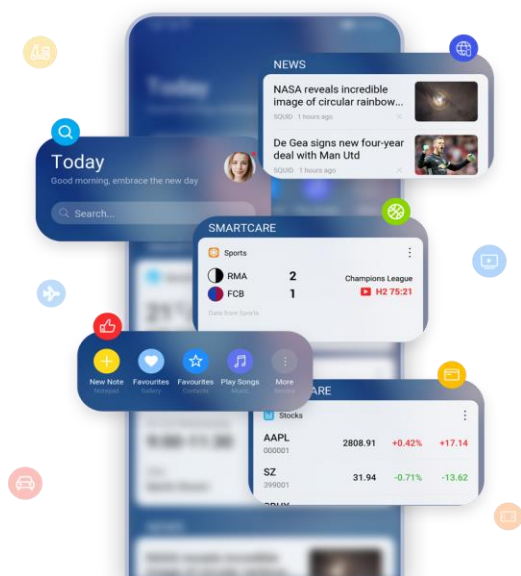 NEWS
NASA reveals incredible
image of circular rainbow...
SQUID 1 hours ago
De Gea signs new four-year
deal with Man Utd
SQUID 1 hours ago
Today
Today
Good morning, embrace the new day
Search...
SMARTCARE
Sports
RMA 2 Champions League
FCB 1 H2 75:21
Data from Sports
New Note Favourites Favourites Play Songs More
Notepad Gallery Contacts Music Service
ARE
Stocks
AAPL 2808.91 +0.42% +17.14
000001
SZ 31.94 -0.71% -13.62
399001
NEWS